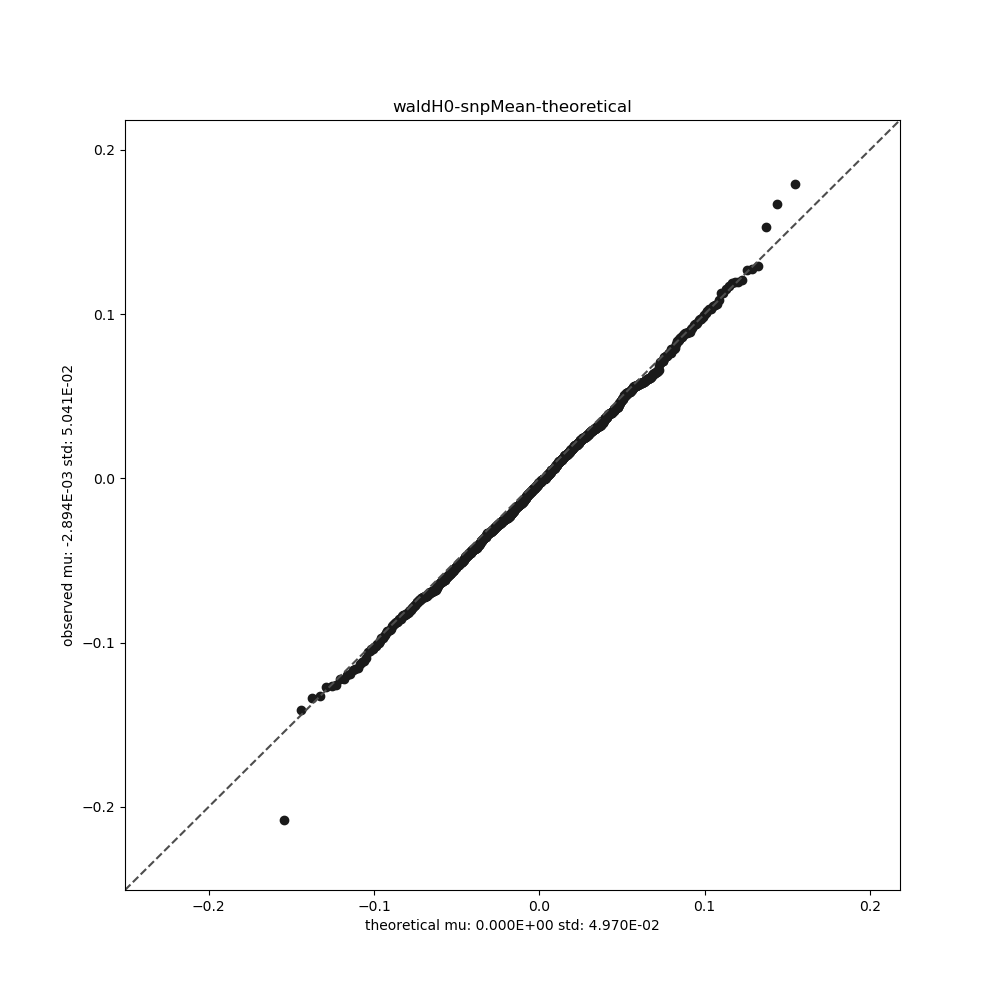 waldH0-snpMean-theoretical
0.2
0.1
0.0
−0.1
−0.2
observed mu: -2.894E-03 std: 5.041E-02
−0.2 −0.1 0.0 0.1 0.2
theoretical mu: 0.000E+00 std: 4.970E-02